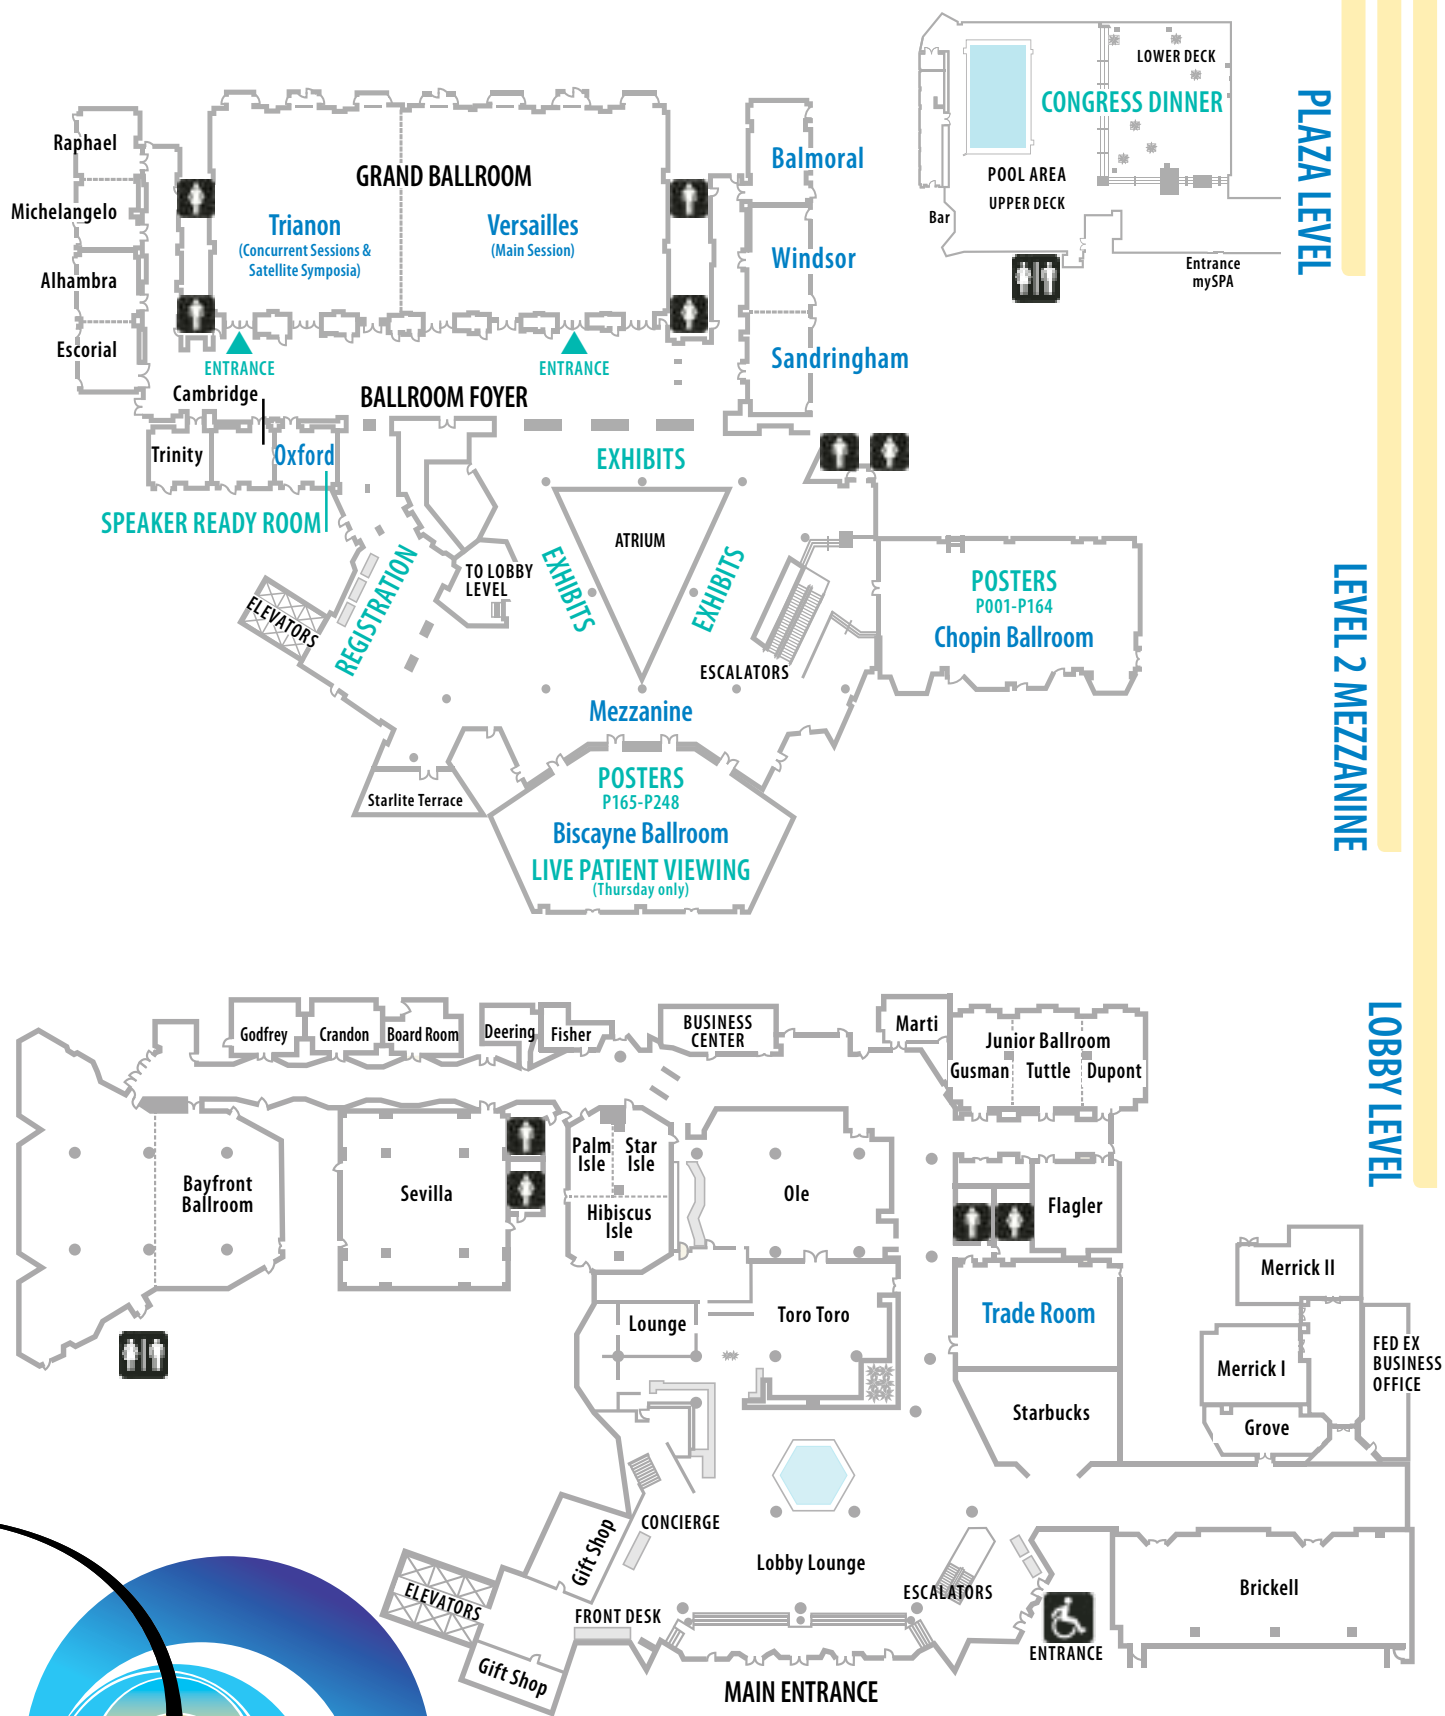 LOWER DECK
CONGRESS DINNER
POOL AREA
UPPER DECK
Bar
Entrance
mySPA
PLAZA LEVEL
Raphael
Michelangelo
Alhambra
Escorial
GRAND BALLROOM
Trianon
(Concurrent Sessions &
Satellite Symposia)
Versailles
(Main Session)
Balmoral
Windsor
Sandringham
ENTRANCE
ENTRANCE
Cambridge
BALLROOM FOYER
Trinity
Oxford
SPEAKER READY ROOM
EXHIBITS
ATRIUM
EXHIBITS
EXHIBITS
TO LOBBY
LEVEL
REGISTRATION
ELEVATORS
ESCALATORS
POSTERS
P001-P164
Chopin Ballroom
Mezzanine
POSTERS
P165-P248
Biscayne Ballroom
LIVE PATIENT VIEWING
(Thursday only)
Starlite Terrace
LEVEL 2 MEZZANINE
Godfrey
Crandon
Board Room
Deering
Fisher
BUSINESS
CENTER
Marti
Junior Ballroom
Gusman
Tuttle
Dupont
LOBBY LEVEL
Bayfront
Ballroom
Sevilla
Palm
Isle
Star
Isle
Hibiscus
Isle
Ole
Flagler
Toro Toro
Lounge
Trade Room
Starbucks
Merrick II
Merrick I
Grove
FED EX
BUSINESS
OFFICE
CONCIERGE
Gift Shop
Lobby Lounge
ESCALATORS
ELEVATORS
FRONT DESK
Gift Shop
ENTRANCE
Brickell
MAIN ENTRANCE